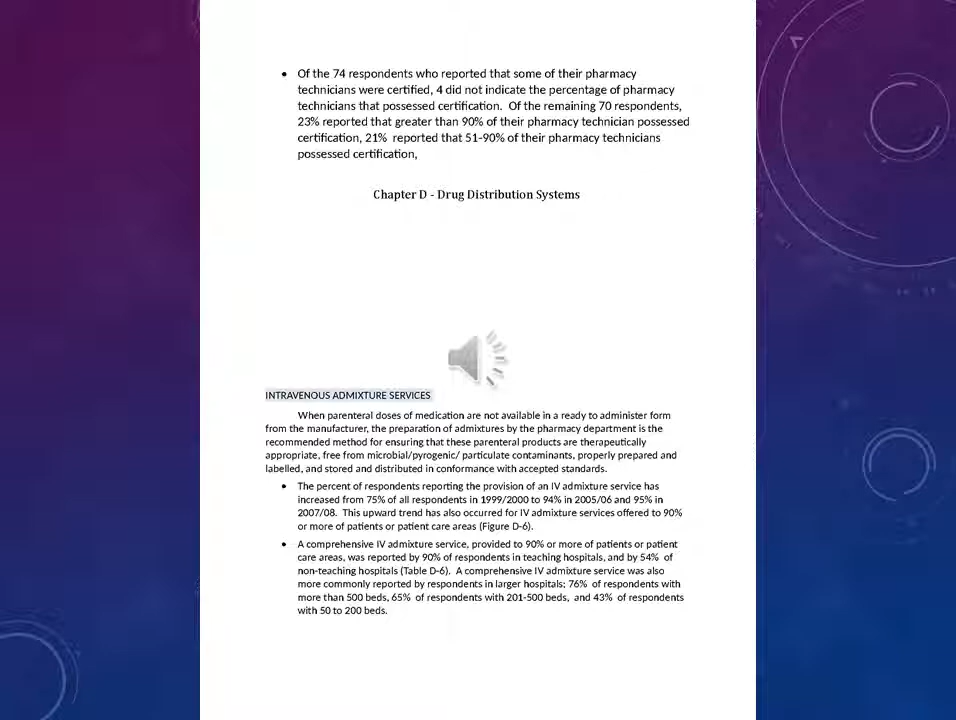 • Of the 74 respondents who reported that some of their pharmacy
technicians were certified, 4 did not indicate the percentage of pharmacy
technicians that possessed certification. Of the remaining 70 respondents,
23% reported that greater than 90% of their pharmacy technician possessed
certification, 21% reported that 51-90% of their pharmacy technicians
possessed certification,
Chapter D - Drug Distribution Systems
INTRAVENOUS ADMIXTURE SERVICES
When parenteral doses of medication are not available in a ready to administer form
from the manufacturer, the preparation of admixtures by the pharmacy department is the
recommended method for ensuring that these parenteral products are therapeutically
appropriate, free from microbial/pyrogenic/ particulate contaminants, properly prepared and
labelled, and stored and distributed in conformance with accepted standards.
• The percent of respondents reporting the provision of an IV admixture service has
increased from 75% of all respondents in 1999/2000 to 94% in 2005/06 and 95% in
2007/08. This upward trend has also occurred for IV admixture services offered to 90%
or more of patients or patient care areas (Figure D-6).
• A comprehensive IV admixture service, provided to 90% or more of patients or patient
care areas, was reported by 90% of respondents in teaching hospitals, and by 54% of
non-teaching hospitals (Table D-6). A comprehensive IV admixture service was also
more commonly reported by respondents in larger hospitals; 76% of respondents with
more than 500 beds, 65% of respondents with 201-500 beds, and 43% of respondents
with 50 to 200 beds.